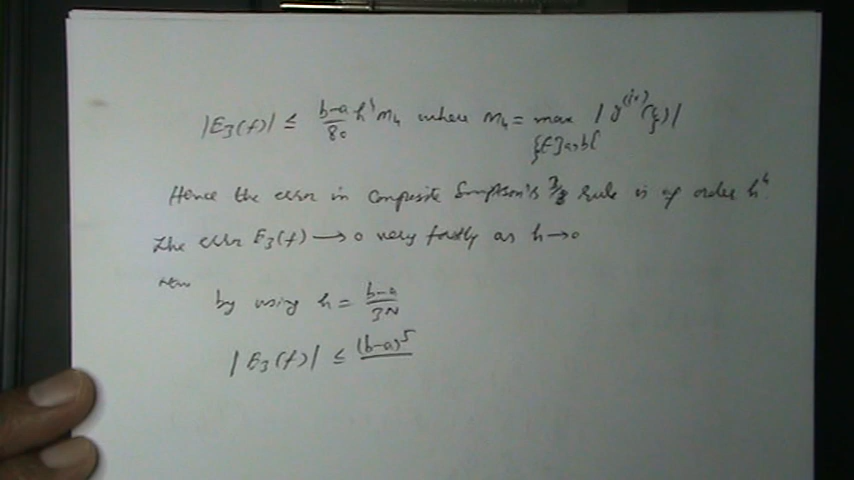 |E₃(f)| ≤ (b-a)/80 h⁴ M₄ where M₄ = max |f^(iv)(ξ)|
ξ∈]a,b[
Hence the error in Composite Simpson's 3/8 rule is of order h⁴.
The error E₃(f) → 0 very fastly as h → 0
Now
by using h = (b-a)/3N
|E₃(f)| ≤ (b-a)⁵